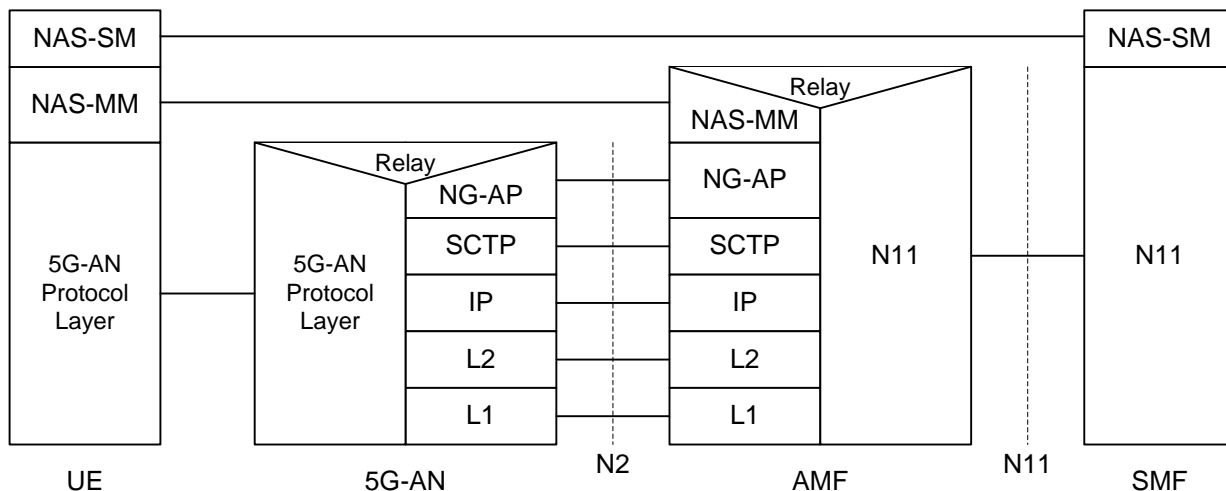 NAS-SM
NAS-SM
NAS-MM
Relay
NAS-MM
Relay
NG-AP
NG-AP
SCTP
SCTP
N11
N11
5G-AN
Protocol
Layer
5G-AN
Protocol
Layer
IP
IP
L2
L2
L1
L1
UE
5G-AN
N2
AMF
N11
SMF